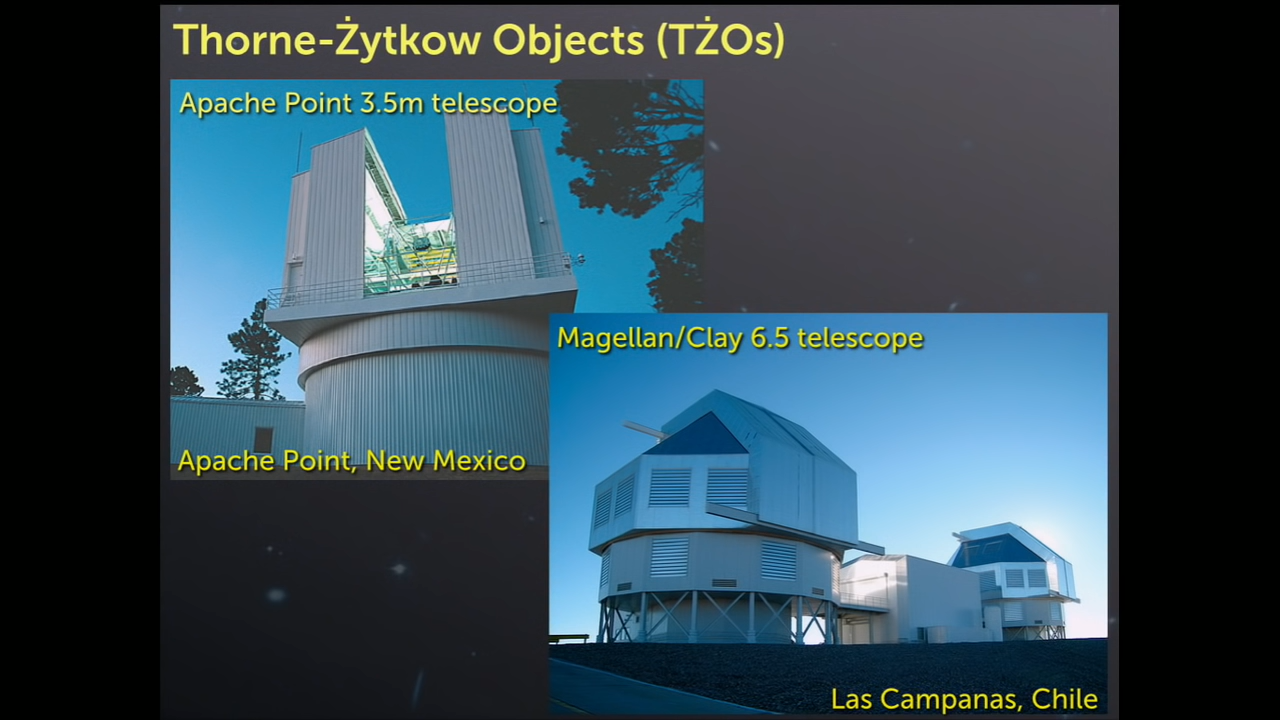 Thorne-Żytkow Objects (TŻOs)
Apache Point 3.5m telescope
Apache Point, New Mexico
Magellan/Clay 6.5 telescope
Las Campanas, Chile